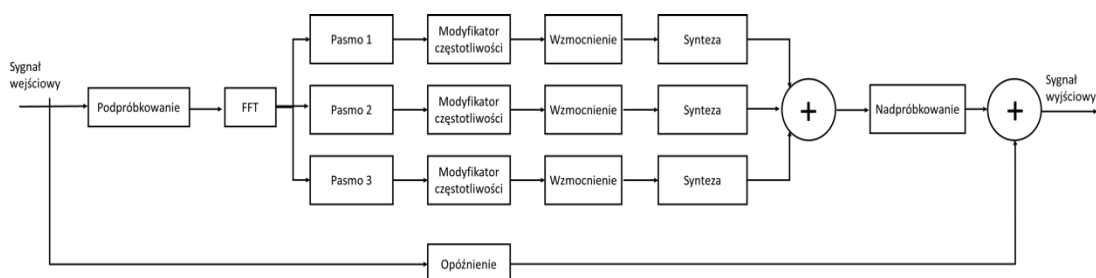 Pasmo 1
Modyfikator
częstotliwości
Wzmocnienie
Synteza
Sygnał
wejściowy
Podpróbkowanie
FFT
Pasmo 2
Modyfikator
częstotliwości
Wzmocnienie
Synteza
+
Nadpróbkowanie
+
Sygnał
wyjściowy
Pasmo 3
Modyfikator
częstotliwości
Wzmocnienie
Synteza
Opóźnienie